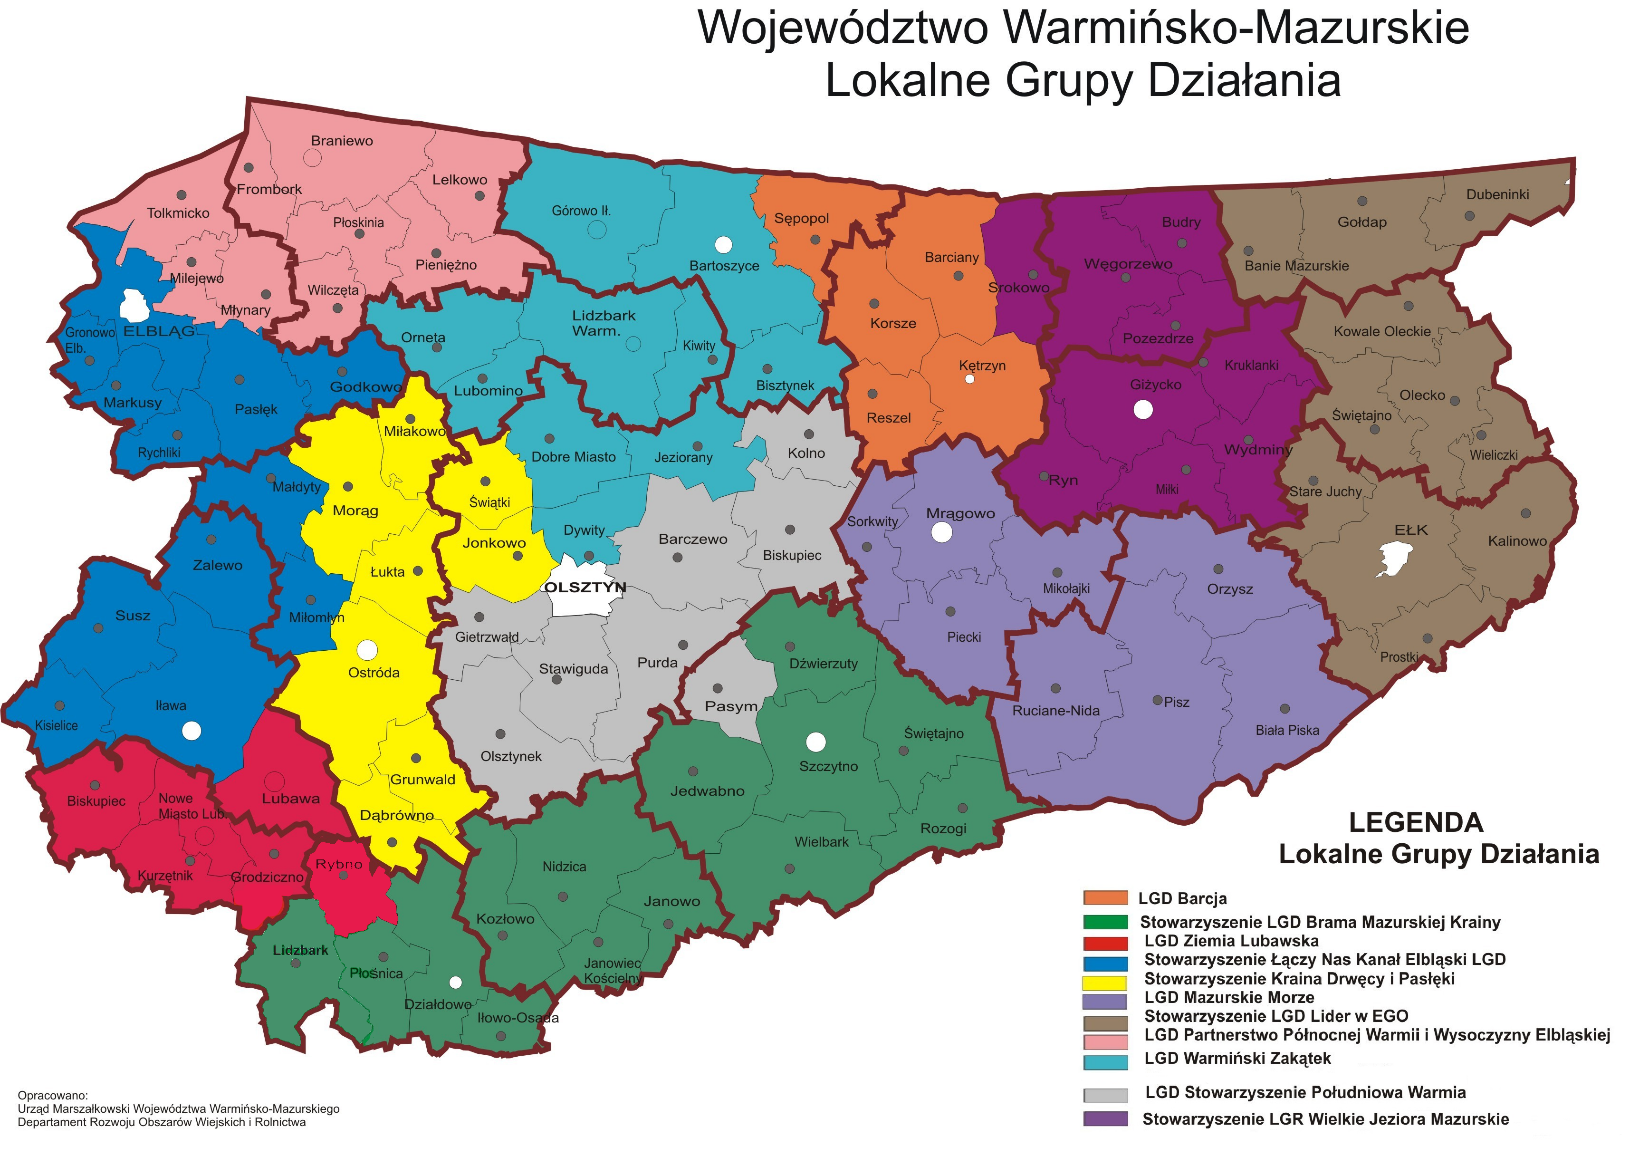 Województwo Warmińsko-Mazurskie
Lokalne Grupy Działania
Braniewo
Frombork
Lelkowo
Tolkmicko
Płoskinia
Pieniężno
Milejewo
Młynary
Wilczęta
Górowo Ił.
Bartoszyce
Sępopol
Barciany
Srokowo
Budry
Węgorzewo
Pozezdrze
Dubeninki
Gołdap
Banie Mazurskie
Gronowo
Elb.
ELBLĄG
Markusy
Pasłęk
Godkowo
Rychliki
Orneta
Lidzbark
Warm.
Kiwity
Lubomino
Bisztynek
Korsze
Kętrzyn
Reszel
Giżycko
Kruklanki
Kowale Oleckie
Olecko
Świętajno
Wieliczki
Wydminy
Ryn
Miłki
Stare Juchy
EŁK
Kalinowo
Prostki
Miłakowo
Małdyty
Morąg
Świątki
Jonkowo
Łukta
Dobre Miasto
Jeziorany
Kolno
Dywity
Barczewo
Biskupiec
OLSZTYN
Sorkwity
Mrągowo
Mikołajki
Piecki
Orzysz
Zalewo
Susz
Miłomłyn
Iława
Kisielice
Ostróda
Gietrzwałd
Stawiguda
Purda
Olsztynek
Dźwierzuty
Pasym
Ruciane-Nida
Pisz
Biała Piska
Grunwald
Dąbrówno
Szczytno
Świętajno
Jedwabno
Rozogi
Wielbark
Biskupiec
Nowe
Miasto Lub.
Lubawa
Kurzętnik
Grodziczno
Rybno
Nidzica
Kozłowo
Janowo
Janowiec
Kościelny
Lidzbark
Płośnica
Działdowo
Iłowo-Osada
LEGENDA
Lokalne Grupy Działania
LGD Barcja
Stowarzyszenie LGD Brama Mazurskiej Krainy
LGD Ziemia Lubawska
Stowarzyszenie Łączy Nas Kanał Elbląski LGD
Stowarzyszenie Kraina Drwęcy i Pasłęki
LGD Mazurskie Morze
Stowarzyszenie LGD Lider w EGO
LGD Partnerstwo Północnej Warmii i Wysoczyzny Elbląskiej
LGD Warmiński Zakątek
LGD Stowarzyszenie Południowa Warmia
Stowarzyszenie LGR Wielkie Jeziora Mazurskie
Opracowano:
Urząd Marszałkowski Województwa Warmińsko-Mazurskiego
Departament Rozwoju Obszarów Wiejskich i Rolnictwa